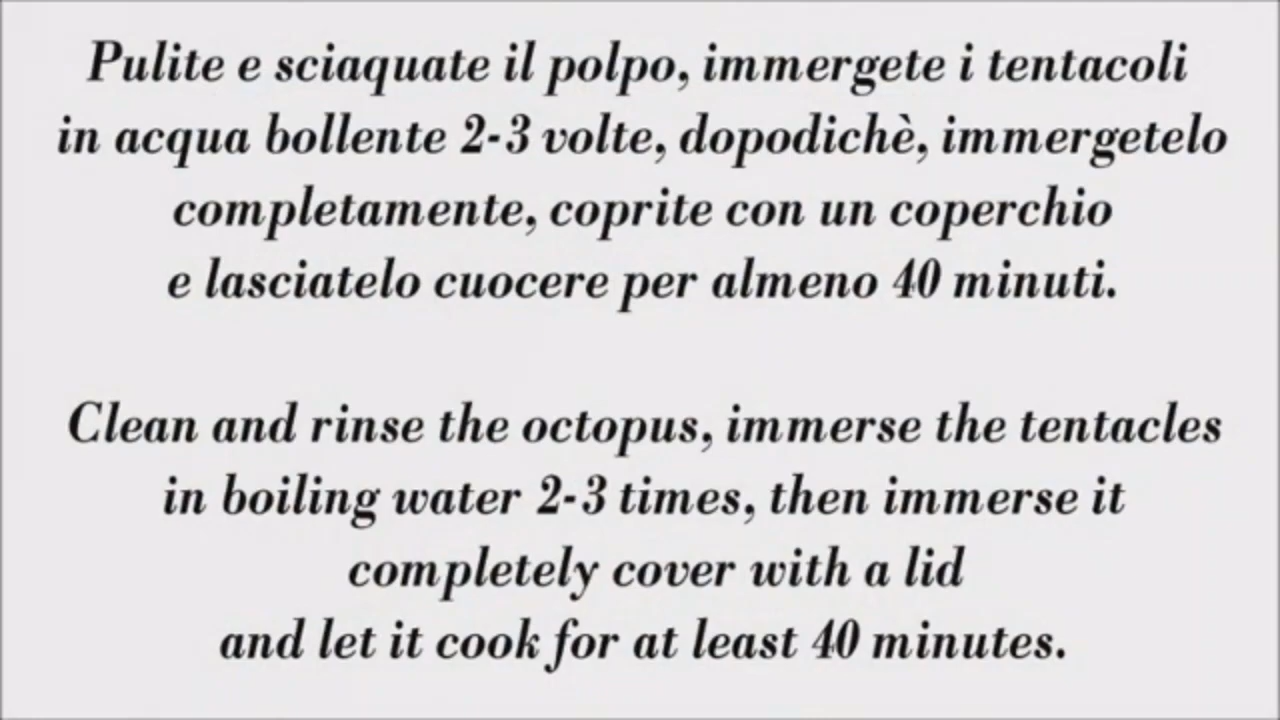 Pulite e sciaquate il polpo, immergete i tentacoli
in acqua bollente 2-3 volte, dopodichè, immergetelo
completamente, coprite con un coperchio
e lasciatelo cuocere per almeno 40 minuti.
Clean and rinse the octopus, immerse the tentacles
in boiling water 2-3 times, then immerse it
completely cover with a lid
and let it cook for at least 40 minutes.